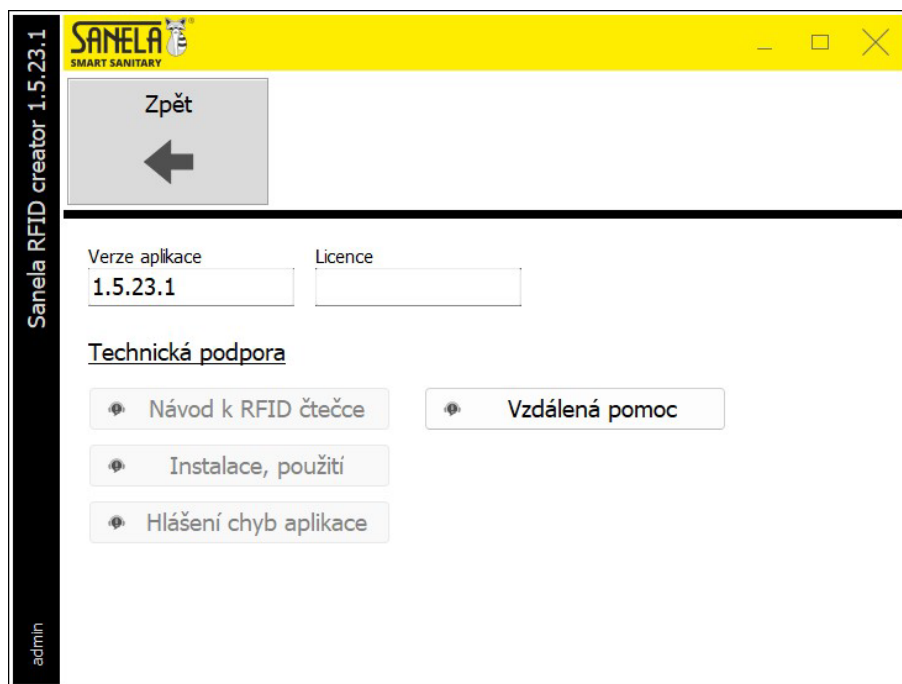 Sanela RFID creator 1.5.23.1
admin
SANELA®
SMART SANITARY
Zpět
Verze aplikace
Licence
1.5.23.1
Technická podpora
Návod k RFID čtečce
Vzdálená pomoc
Instalace, použití
Hlášení chyb aplikace